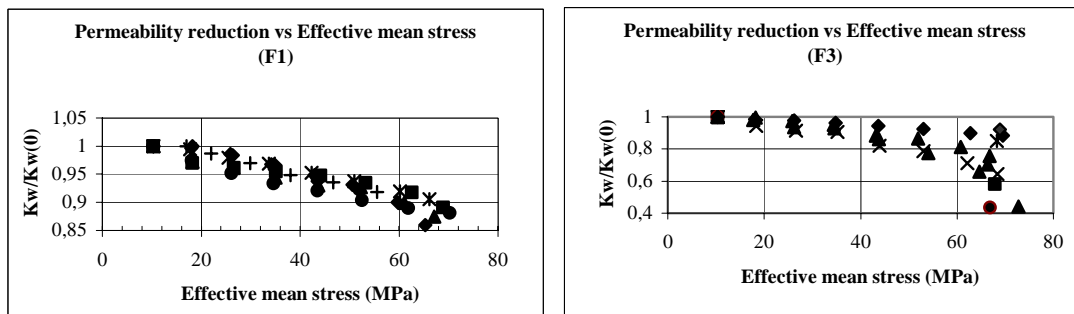 Permeability reduction vs Effective mean stress
(F1)
1,05
1
0,95
0,9
0,85
Kw/Kw(0)
0 20 40 60 80
Effective mean stress (MPa)
Permeability reduction vs Effective mean stress
(F3)
1
0,8
0,6
0,4
Kw/Kw(0)
0 20 40 60 80
Effective mean stress (MPa)